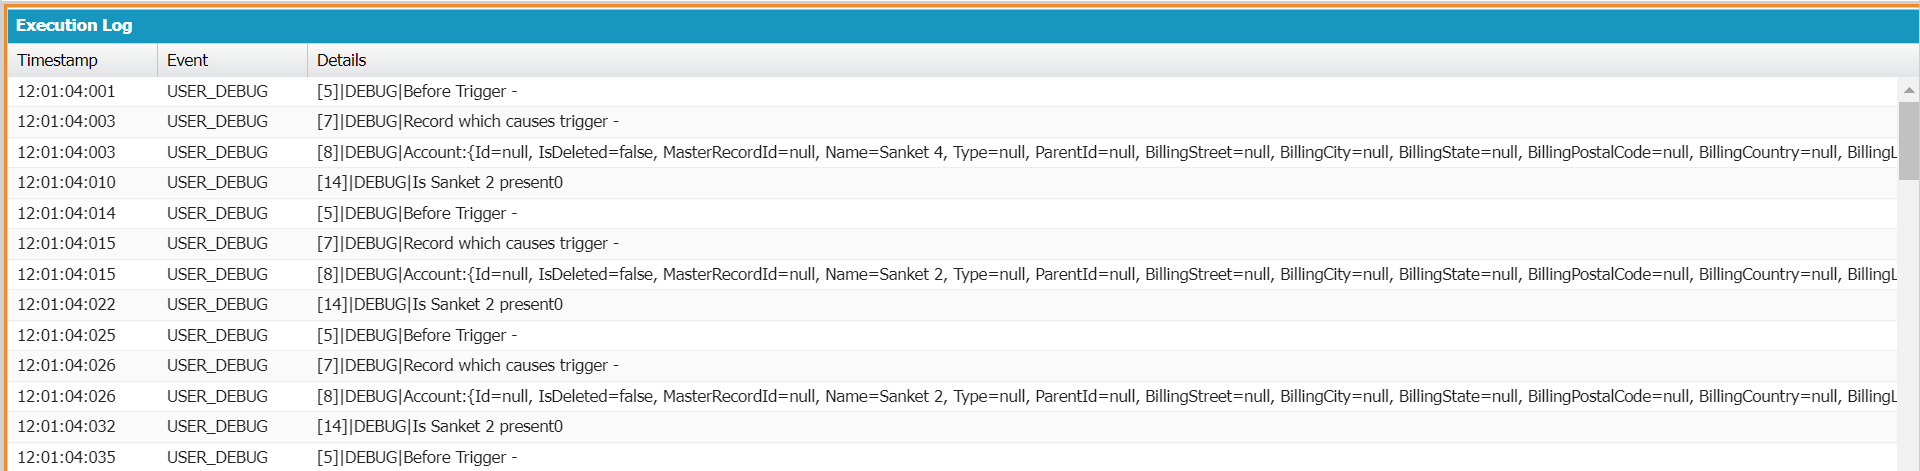 Execution Log
Timestamp Event Details
12:01:04:001 USER_DEBUG [5]|DEBUG|Before Trigger -
12:01:04:003 USER_DEBUG [7]|DEBUG|Record which causes trigger -
12:01:04:003 USER_DEBUG [8]|DEBUG|Account:{Id=null, IsDeleted=false, MasterRecordId=null, Name=Sanket 4, Type=null, ParentId=null, BillingStreet=null, BillingCity=null, BillingState=null, BillingPostalCode=null, BillingCountry=null, BillingL
12:01:04:010 USER_DEBUG [14]|DEBUG|Is Sanket 2 present0
12:01:04:014 USER_DEBUG [5]|DEBUG|Before Trigger -
12:01:04:015 USER_DEBUG [7]|DEBUG|Record which causes trigger -
12:01:04:015 USER_DEBUG [8]|DEBUG|Account:{Id=null, IsDeleted=false, MasterRecordId=null, Name=Sanket 2, Type=null, ParentId=null, BillingStreet=null, BillingCity=null, BillingState=null, BillingPostalCode=null, BillingCountry=null, BillingL
12:01:04:022 USER_DEBUG [14]|DEBUG|Is Sanket 2 present0
12:01:04:025 USER_DEBUG [5]|DEBUG|Before Trigger -
12:01:04:026 USER_DEBUG [7]|DEBUG|Record which causes trigger -
12:01:04:026 USER_DEBUG [8]|DEBUG|Account:{Id=null, IsDeleted=false, MasterRecordId=null, Name=Sanket 2, Type=null, ParentId=null, BillingStreet=null, BillingCity=null, BillingState=null, BillingPostalCode=null, BillingCountry=null, BillingL
12:01:04:032 USER_DEBUG [14]|DEBUG|Is Sanket 2 present0
12:01:04:035 USER_DEBUG [5]|DEBUG|Before Trigger -